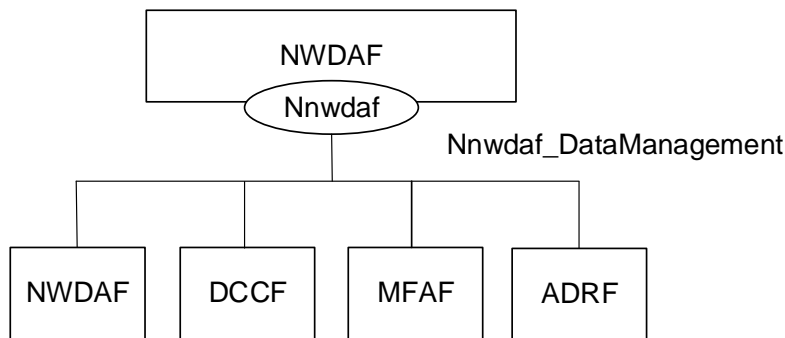 NWDAF
Nnwdaf
Nnwdaf_DataManagement
NWDAF
DCCF
MFAF
ADRF